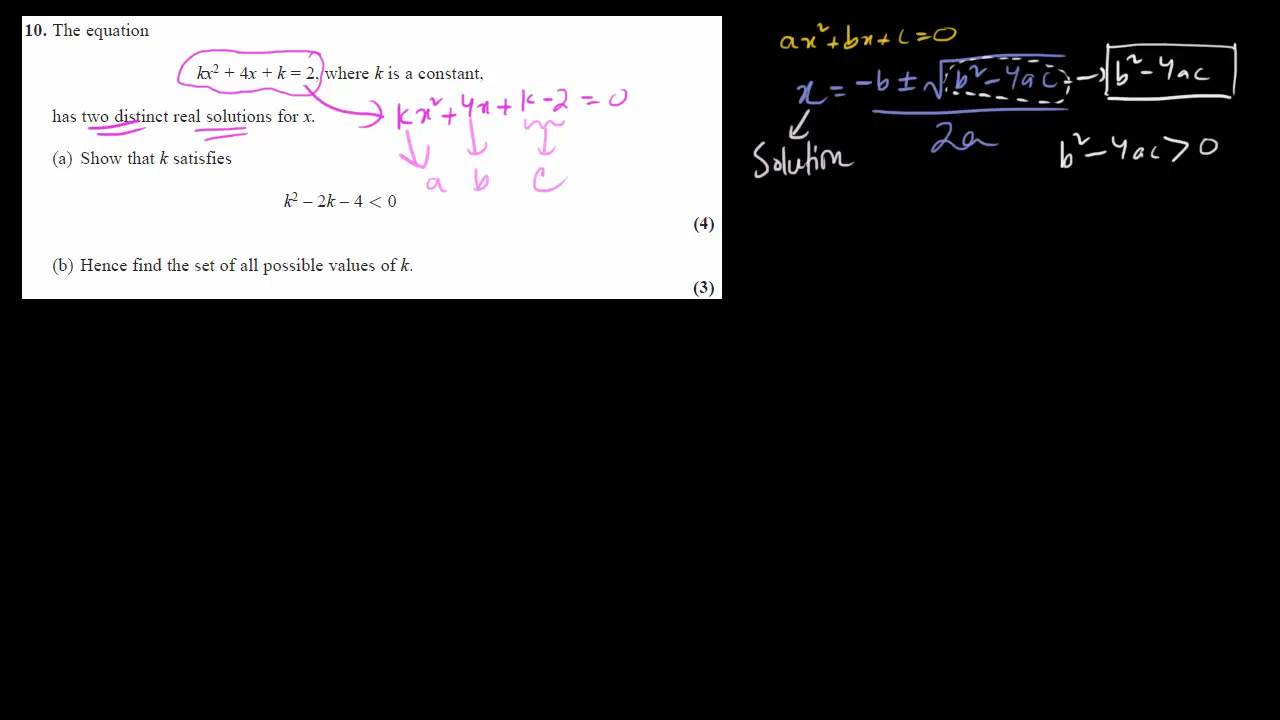 10. The equation
kx² + 4x + k = 2, where k is a constant,
has two distinct real solutions for x.
(a) Show that k satisfies
k² − 2k − 4 < 0
(4)
(b) Hence find the set of all possible values of k.
(3)
kx² + 4x + k − 2 = 0
a b c
ax² + bx + c = 0
x = −b ± √b² − 4ac / 2a → b² − 4ac
Solution
b² − 4ac > 0